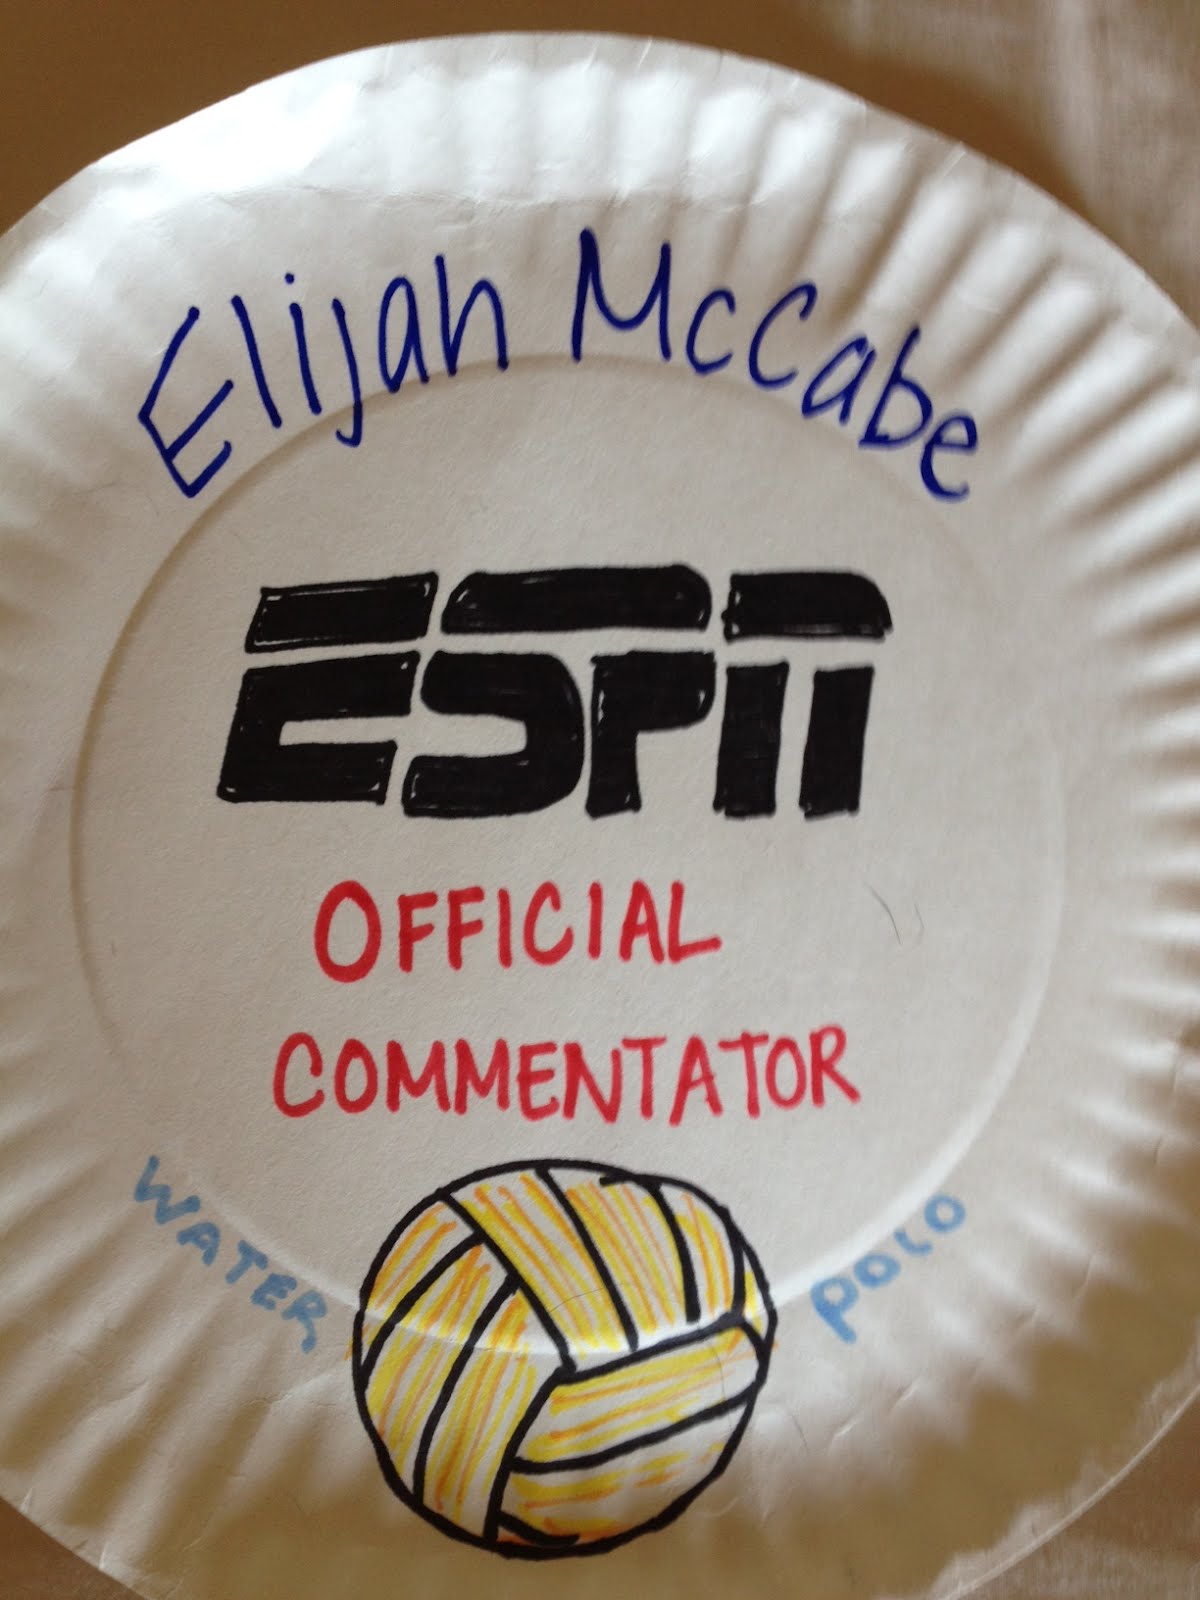 Elijah McCabe
ESPN
OFFICIAL
COMMENTATOR
WATER POLO